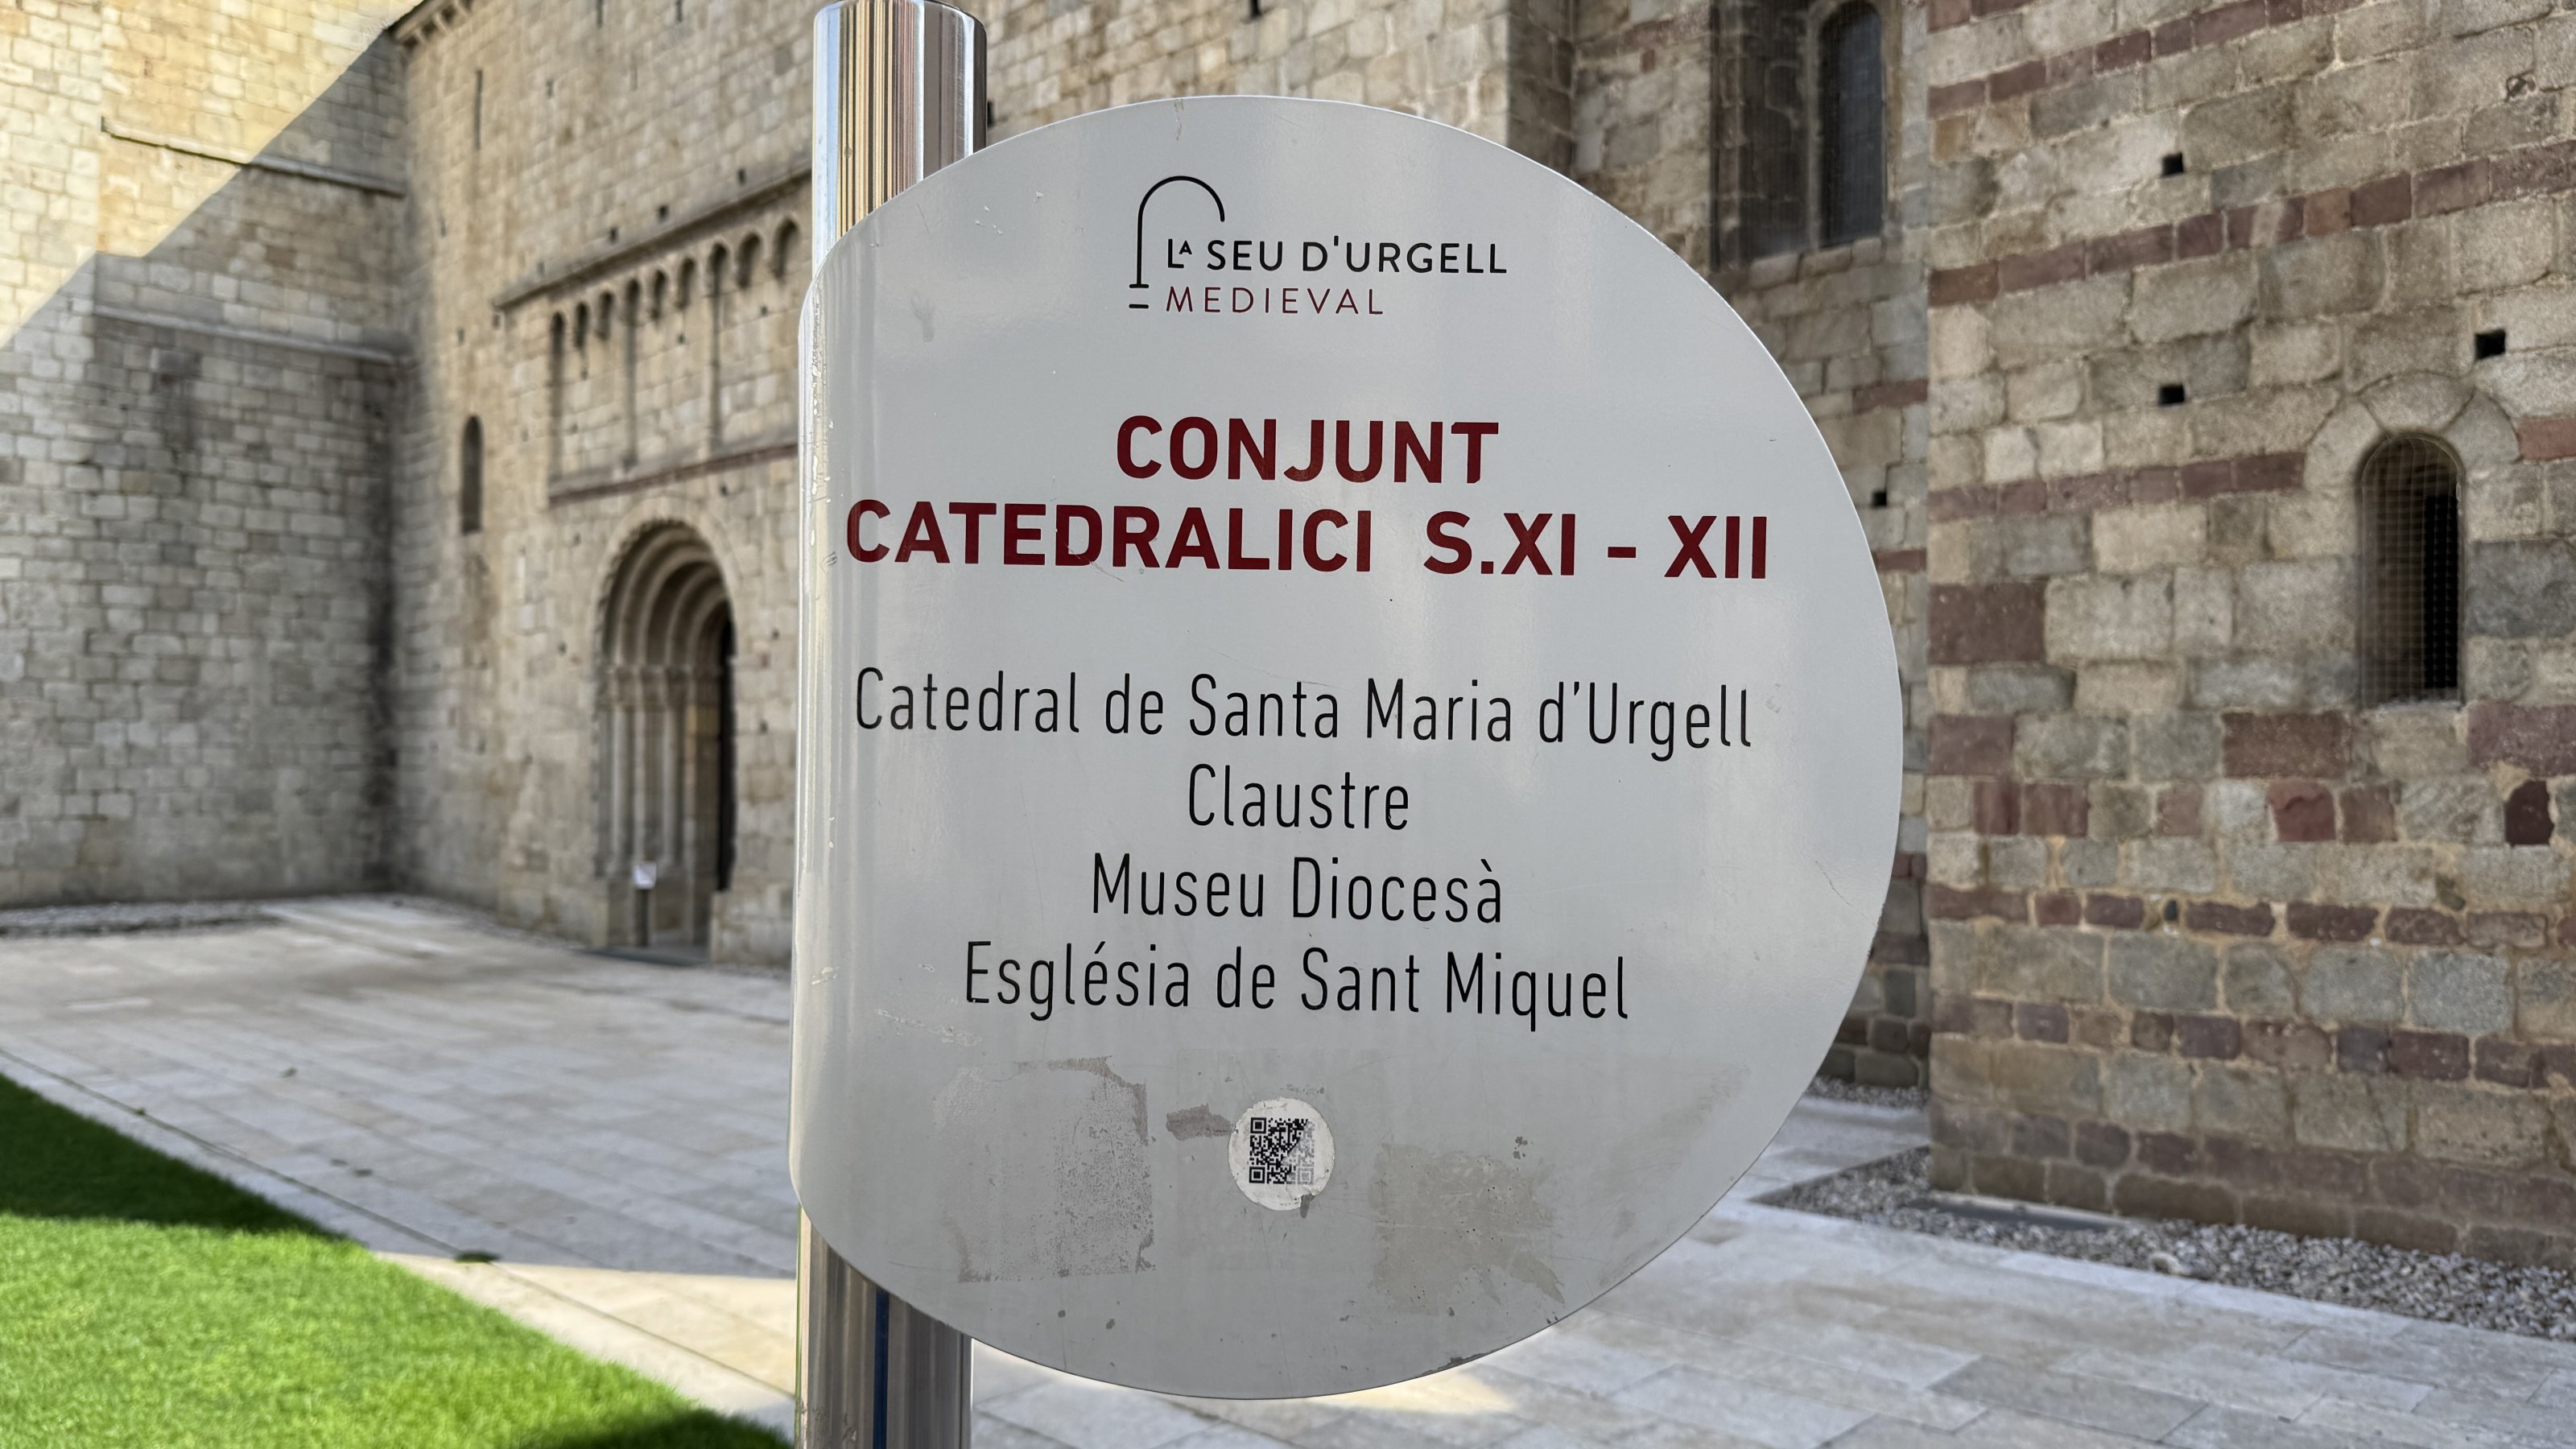 LA SEU D'URGELL
MEDIEVAL
CONJUNT
CATEDRALICI S.XI - XII
Catedral de Santa Maria d’Urgell
Claustre
Museu Diocesà
Església de Sant Miquel